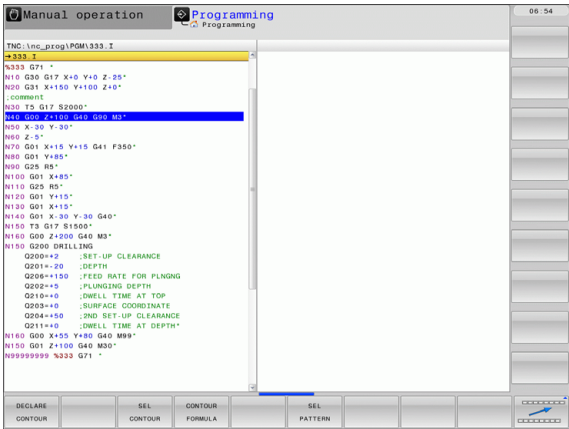 Manual operation
Programming
Programming
06:54
TNC:\nc_prog\PGM\333.I
→333.I
%333 G71 *
N10 G30 G17 X+0 Y+0 Z-25*
N20 G31 X+150 Y+100 Z+0*
;comment
N30 T5 G17 S2000*
N40 G00 Z+100 G40 G90 M3*
N50 X-30 Y-30*
N60 Z-5*
N70 G01 X+15 Y+15 G41 F350*
N80 G01 Y+85*
N90 G25 R5*
N100 G01 X+85*
N110 G25 R5*
N120 G01 Y+15*
N130 G01 X+15*
N140 G01 X-30 Y-30 G40*
N150 T3 G17 S1500*
N160 G00 Z+200 G40 M3*
N150 G200 DRILLING
Q200=+2 ;SET-UP CLEARANCE
Q201=-20 ;DEPTH
Q206=+150 ;FEED RATE FOR PLNGNG
Q202=+5 ;PLUNGING DEPTH
Q210=+0 ;DWELL TIME AT TOP
Q203=+0 ;SURFACE COORDINATE
Q204=+50 ;2ND SET-UP CLEARANCE
Q211=+0 ;DWELL TIME AT DEPTH*
N160 G00 X+55 Y+80 G40 M99*
N150 G01 Z+100 G40 M30*
N99999999 %333 G71 *
DECLARE
CONTOUR
SEL
CONTOUR
CONTOUR
FORMULA
SEL
PATTERN